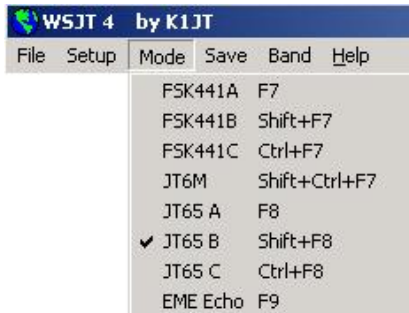 WSJT 4 by K1JT
File Setup Mode Save Band Help
FSK441A F7
FSK441B Shift+F7
FSK441C Ctrl+F7
JT6M Shift+Ctrl+F7
JT65 A F8
JT65 B Shift+F8
JT65 C Ctrl+F8
EME Echo F9